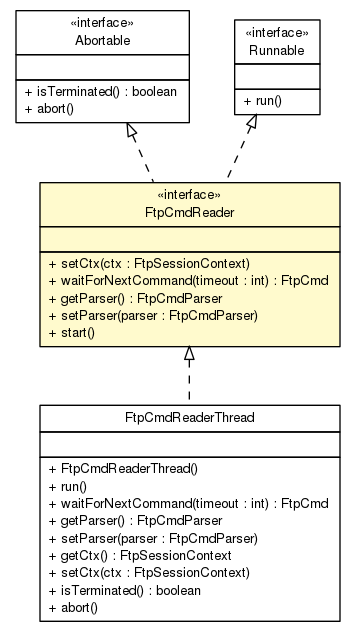 «interface»
Abortable
+ isTerminated() : boolean
+ abort()
«interface»
Runnable
+ run()
«interface»
FtpCmdReader
+ setCtx(ctx : FtpSessionContext)
+ waitForNextCommand(timeout : int) : FtpCmd
+ getParser() : FtpCmdParser
+ setParser(parser : FtpCmdParser)
+ start()
FtpCmdReaderThread
+ FtpCmdReaderThread()
+ run()
+ waitForNextCommand(timeout : int) : FtpCmd
+ getParser() : FtpCmdParser
+ setParser(parser : FtpCmdParser)
+ getCtx() : FtpSessionContext
+ setCtx(ctx : FtpSessionContext)
+ isTerminated() : boolean
+ abort()